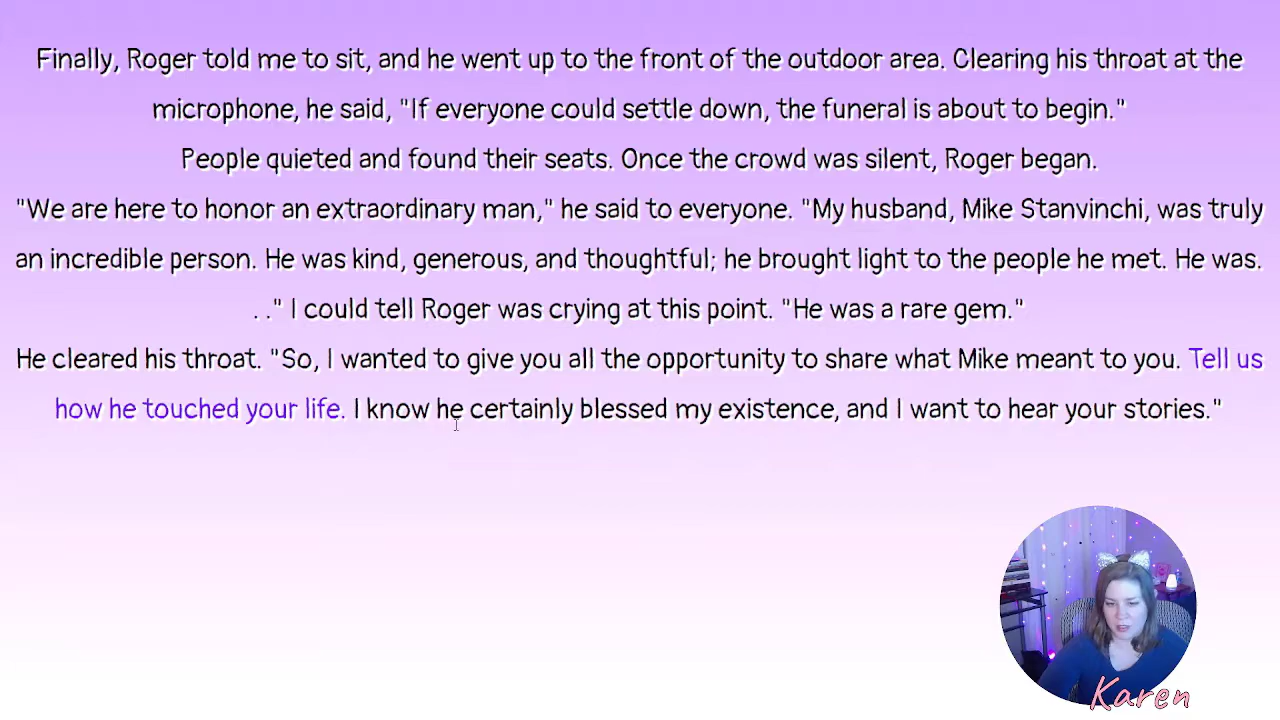 Finally, Roger told me to sit, and he went up to the front of the outdoor area. Clearing his throat at the
microphone, he said, "If everyone could settle down, the funeral is about to begin."
People quieted and found their seats. Once the crowd was silent, Roger began.
"We are here to honor an extraordinary man," he said to everyone. "My husband, Mike Stanvinchi, was truly
an incredible person. He was kind, generous, and thoughtful; he brought light to the people he met. He was.
. ." I could tell Roger was crying at this point. "He was a rare gem."
He cleared his throat. "So, I wanted to give you all the opportunity to share what Mike meant to you. Tell us
how he touched your life. I know he certainly blessed my existence, and I want to hear your stories."
Karen